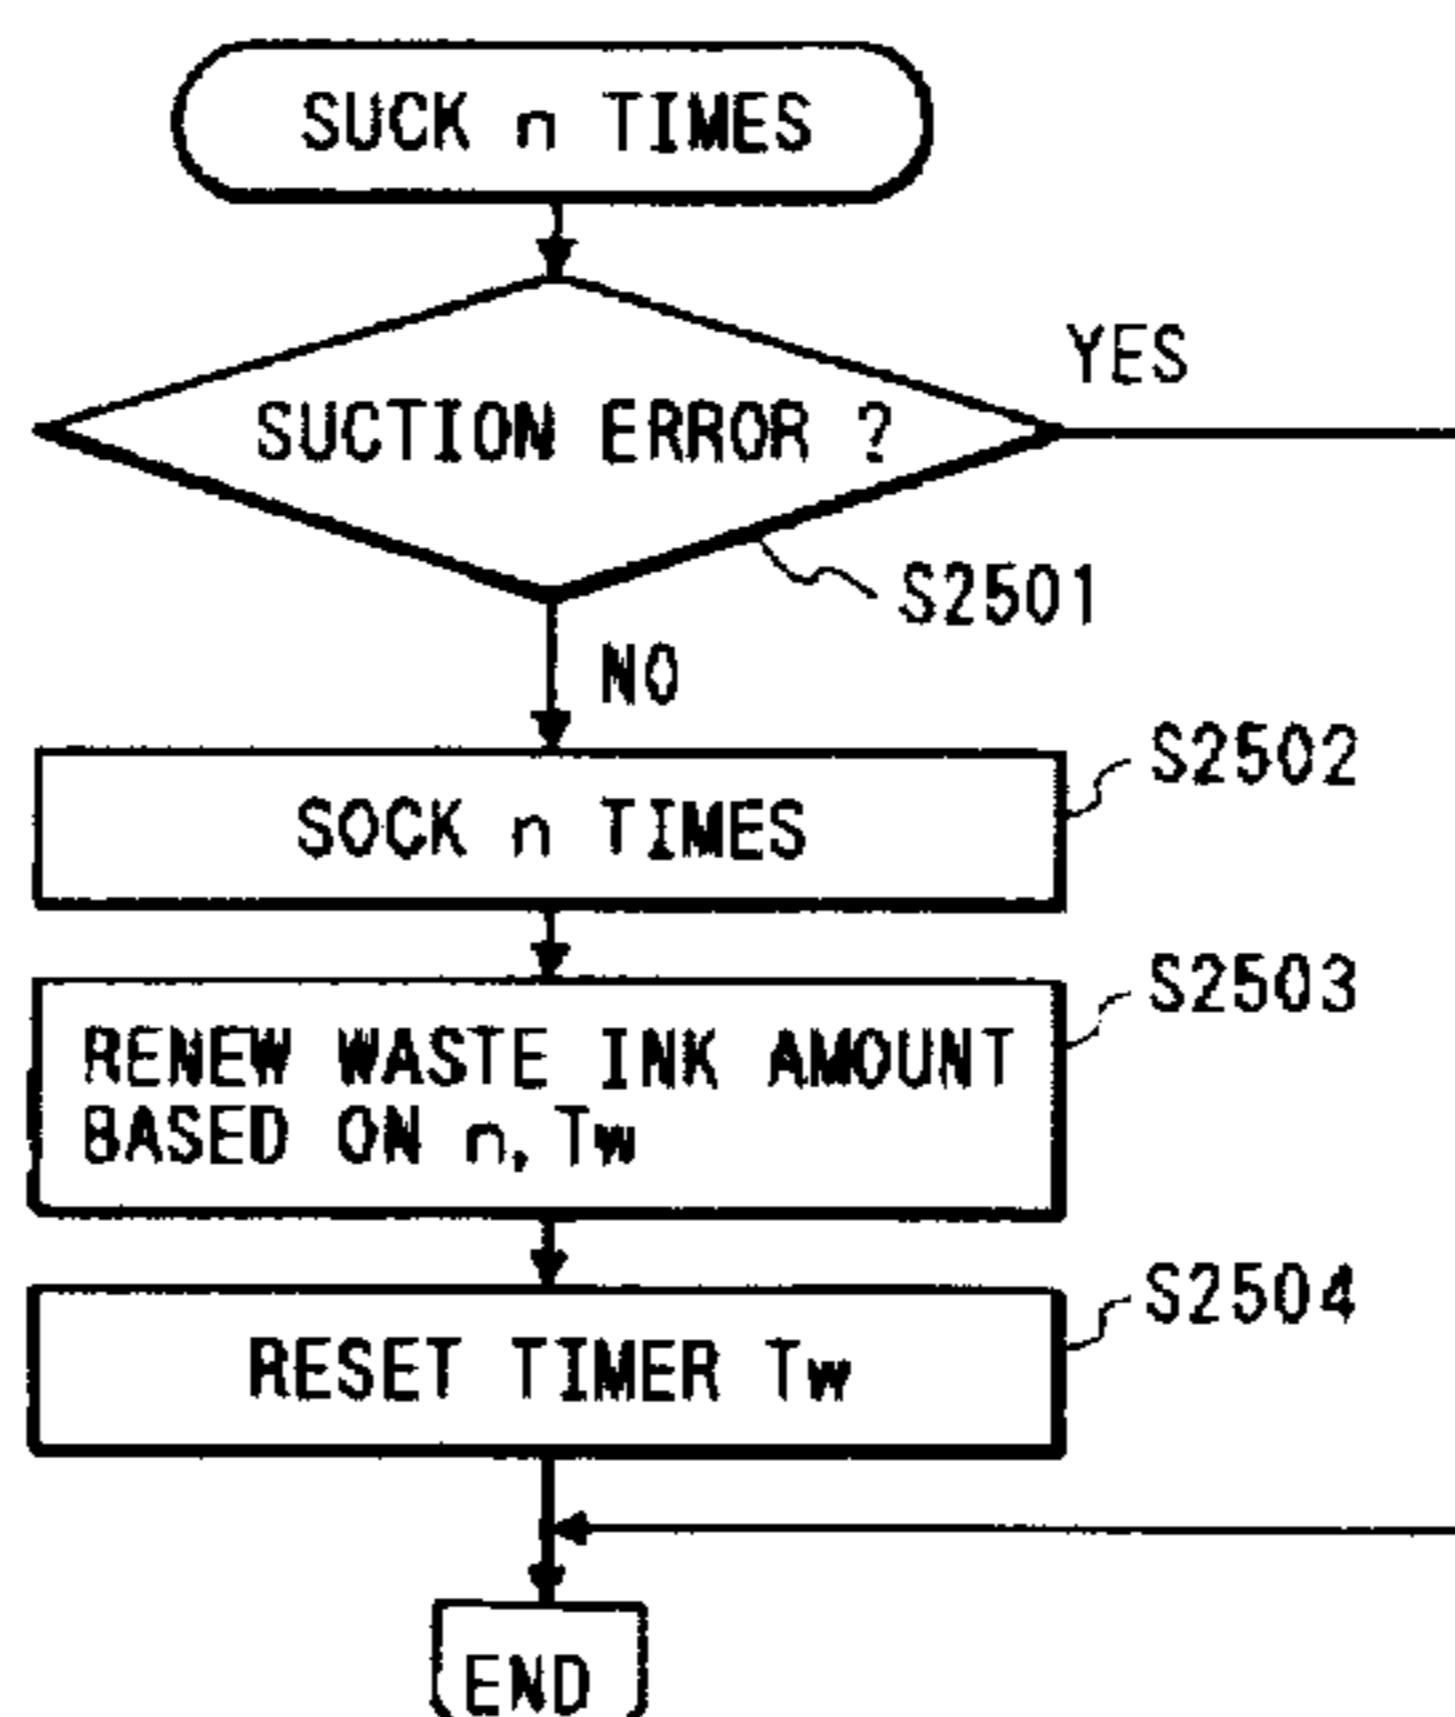 SUCK n TIMES
YES
SUCTION ERROR ?
S2501
NO
S2502
SOCK n TIMES
S2503
RENEW WASTE INK AMOUNT
BASED ON n, Tw
S2504
RESET TIMER Tw
END